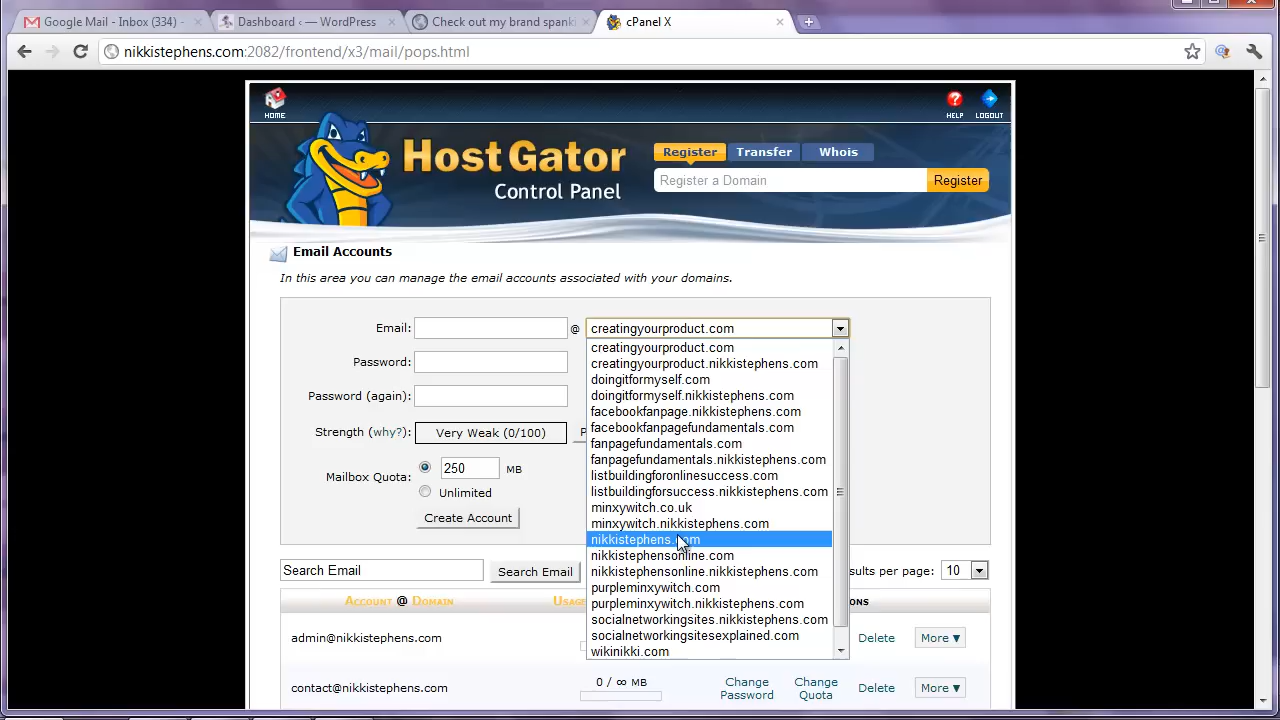 Google Mail - Inbox (334) -
Dashboard ‹ — WordPress
Check out my brand spanki
cPanel X
nikkistephens.com:2082/frontend/x3/mail/pops.html
HOME
HELP
LOGOUT
HostGator
Control Panel
Register
Transfer
Whois
Register a Domain
Register
Email Accounts
In this area you can manage the email accounts associated with your domains.
Email:
@
creatingyourproduct.com
Password:
Password (again):
Strength (why?):
Very Weak (0/100)
P
Mailbox Quota:
250
MB
Unlimited
Create Account
creatingyourproduct.com
creatingyourproduct.nikkistephens.com
doingitformyself.com
doingitformyself.nikkistephens.com
facebookfanpage.nikkistephens.com
facebookfanpagefundamentals.com
fanpagefundamentals.com
fanpagefundamentals.nikkistephens.com
listbuildingforonlinesuccess.com
listbuildingforsuccess.nikkistephens.com
minxywitch.co.uk
minxywitch.nikkistephens.com
nikkistephens.com
nikkistephensonline.com
nikkistephensonline.nikkistephens.com
purpleminxywitch.com
purpleminxywitch.nikkistephens.com
socialnetworkingsites.nikkistephens.com
socialnetworkingsitesexplained.com
wikinikki.com
Search Email
Search Email
sults per page:
10
Account @ Domain
Usag
ons
admin@nikkistephens.com
Delete
More ▼
contact@nikkistephens.com
0 / ∞ MB
Change Password
Change Quota
Delete
More ▼